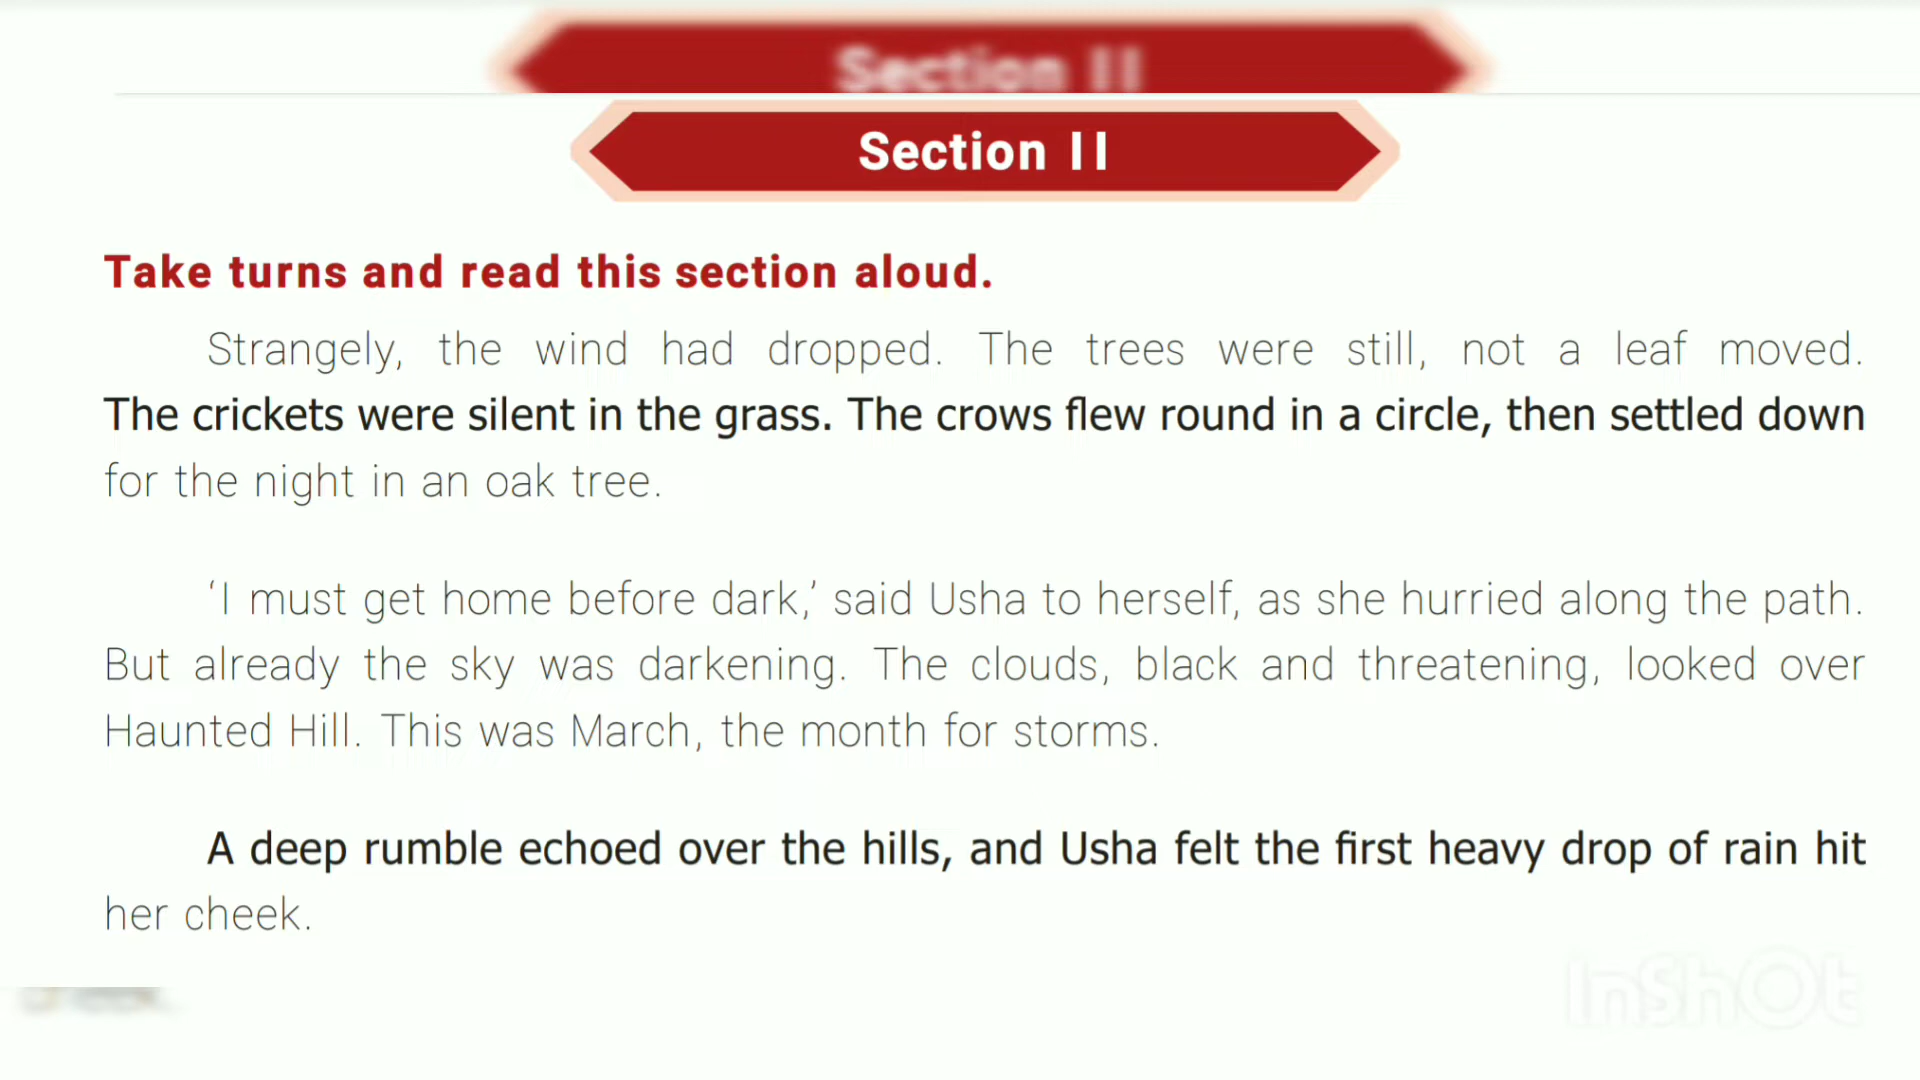 Section II
Section II
Take turns and read this section aloud.
Strangely, the wind had dropped. The trees were still, not a leaf moved.
The crickets were silent in the grass. The crows flew round in a circle, then settled down
for the night in an oak tree.
‘I must get home before dark,’ said Usha to herself, as she hurried along the path.
But already the sky was darkening. The clouds, black and threatening, looked over
Haunted Hill. This was March, the month for storms.
A deep rumble echoed over the hills, and Usha felt the first heavy drop of rain hit
her cheek.
InShOt